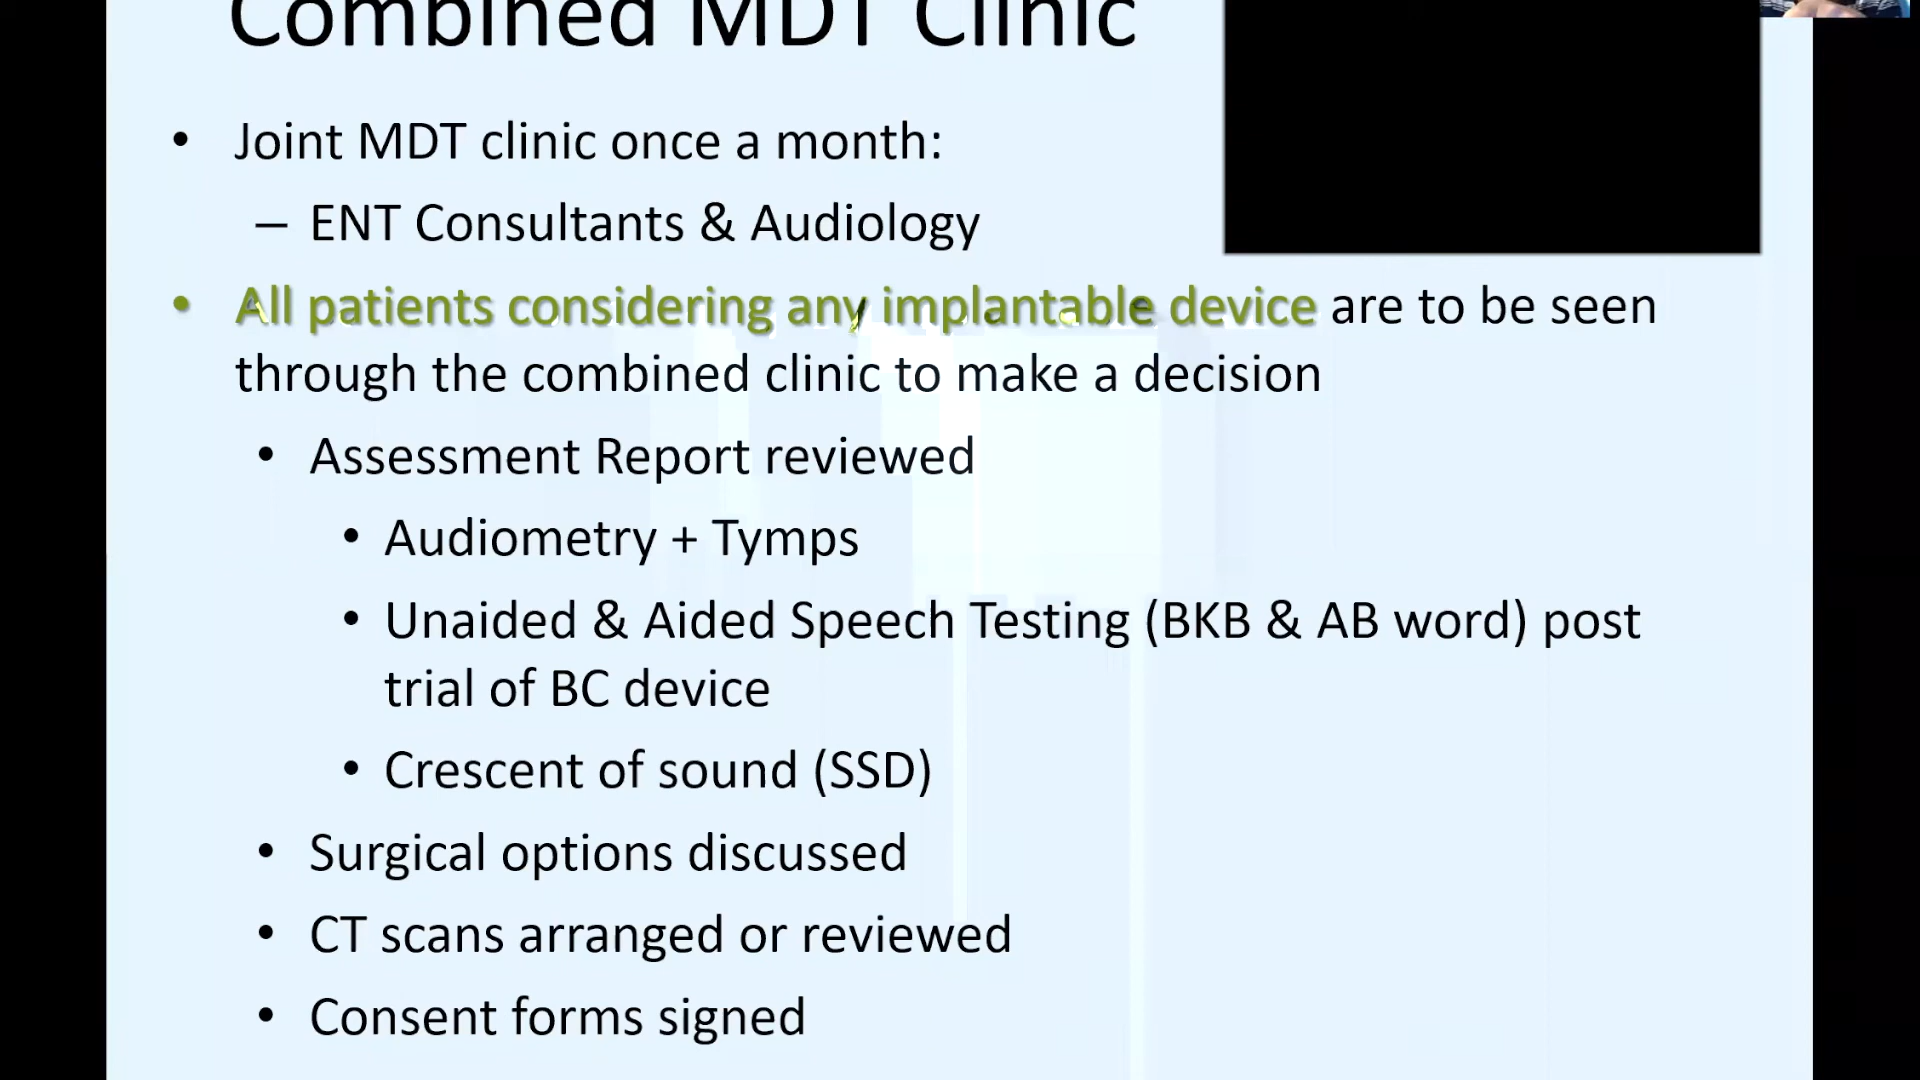 Combined MDT Clinic
• Joint MDT clinic once a month:
– ENT Consultants & Audiology
• All patients considering any implantable device are to be seen
through the combined clinic to make a decision
• Assessment Report reviewed
• Audiometry + Tymps
• Unaided & Aided Speech Testing (BKB & AB word) post
trial of BC device
• Crescent of sound (SSD)
• Surgical options discussed
• CT scans arranged or reviewed
• Consent forms signed